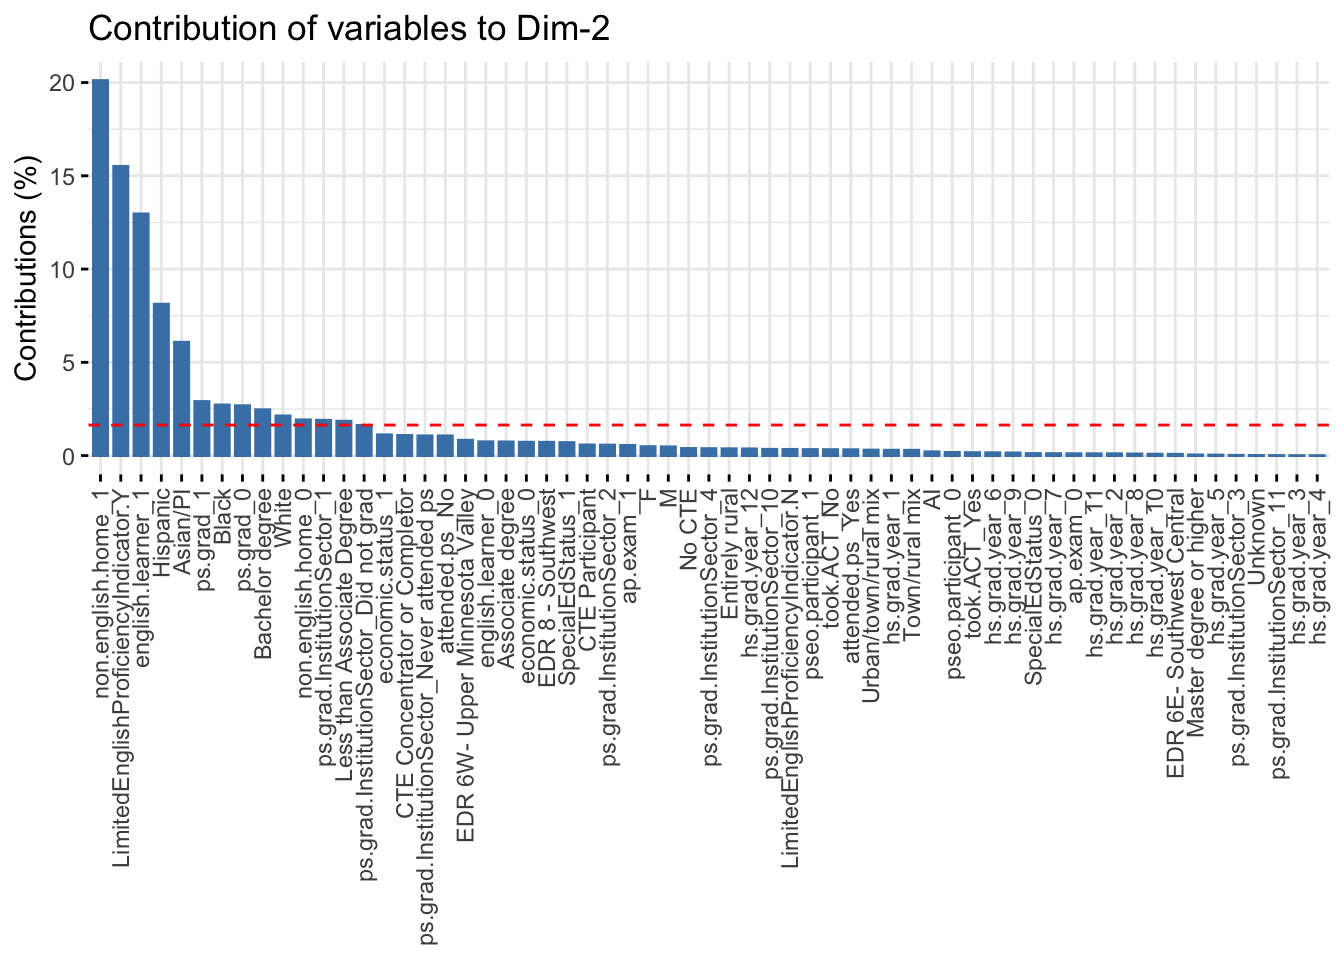 Contribution of variables to Dim-2
Contributions (%)
20
15
10
5
0
non.english.home_1
LimitedEnglishProficiencyIndicator.Y
english.learner_1
Hispanic
Asian/PI
ps.grad_1
Black
ps.grad_0
Bachelor degree
White
non.english.home_0
ps.grad.InstitutionSector_1
Less than Associate Degree
ps.grad.InstitutionSector_Did not grad
economic.status_1
CTE Concentrator or Completor
ps.grad.InstitutionSector_Never attended ps
attended.ps_No
EDR 6W- Upper Minnesota Valley
english.learner_0
Associate degree
economic.status_0
EDR 8 - Southwest
SpecialEdStatus_1
CTE Participant
ps.grad.InstitutionSector_2
ap.exam_1
F
M
No CTE
ps.grad.InstitutionSector_4
Entirely rural
hs.grad.year_12
ps.grad.InstitutionSector_10
LimitedEnglishProficiencyIndicator.N
pseo.participant_1
took.ACT_No
attended.ps_Yes
Urban/town/rural mix
hs.grad.year_1
Town/rural mix
AI
pseo.participant_0
took.ACT_Yes
hs.grad.year_6
hs.grad.year_9
SpecialEdStatus_0
hs.grad.year_7
ap.exam_0
hs.grad.year_11
hs.grad.year_2
hs.grad.year_8
hs.grad.year_10
EDR 6E- Southwest Central
Master degree or higher
hs.grad.year_5
ps.grad.InstitutionSector_3
Unknown
ps.grad.InstitutionSector_11
hs.grad.year_3
hs.grad.year_4